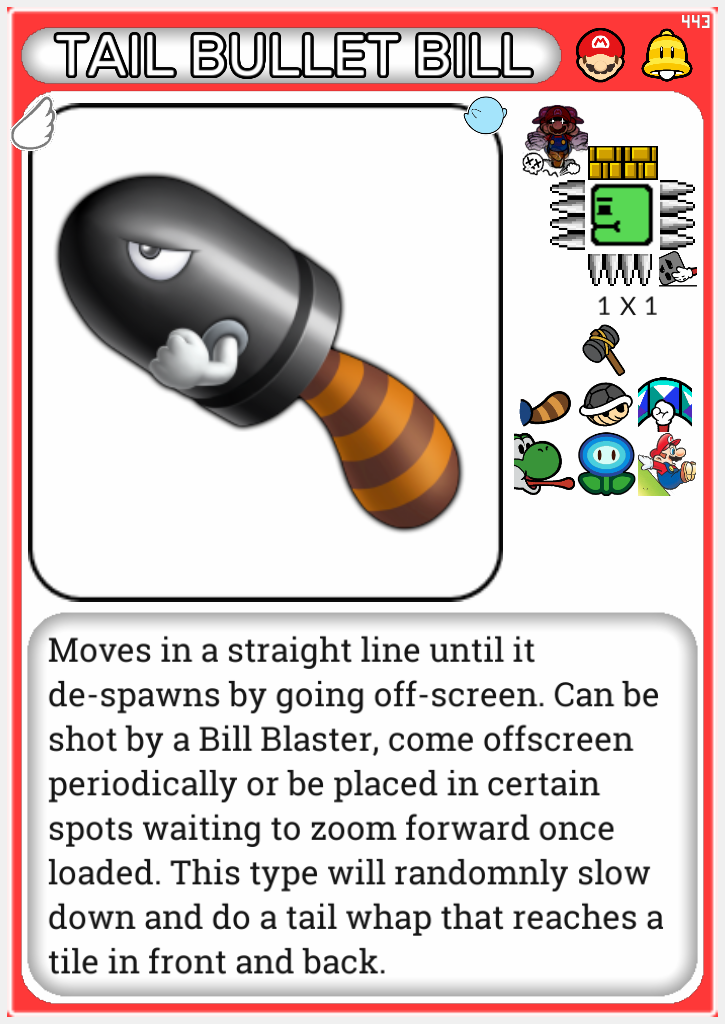 443
TAIL BULLET BILL
M
1 X 1
Moves in a straight line until it
de-spawns by going off-screen. Can be
shot by a Bill Blaster, come offscreen
periodically or be placed in certain
spots waiting to zoom forward once
loaded. This type will randomnly slow
down and do a tail whap that reaches a
tile in front and back.